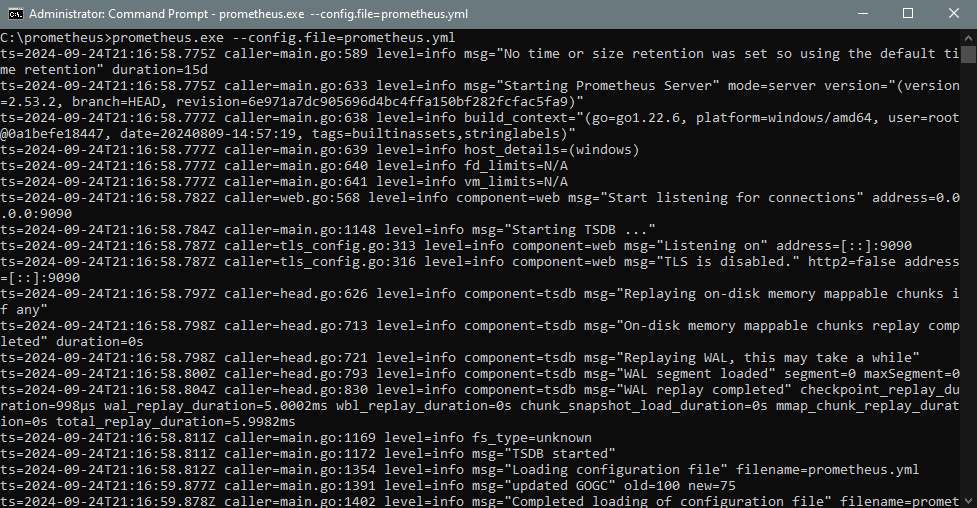 Administrator: Command Prompt - prometheus.exe --config.file=prometheus.yml
C:\prometheus>prometheus.exe --config.file=prometheus.yml
ts=2024-09-24T21:16:58.775Z caller=main.go:589 level=info msg="No time or size retention was set so using the default ti
me retention" duration=15d
ts=2024-09-24T21:16:58.775Z caller=main.go:633 level=info msg="Starting Prometheus Server" mode=server version="(version
=2.53.2, branch=HEAD, revision=6e971a7dc905696d4bc4ffa150bf282fcfac5fa9)"
ts=2024-09-24T21:16:58.777Z caller=main.go:638 level=info build_context="(go=go1.22.6, platform=windows/amd64, user=root
@0a1befe18447, date=20240809-14:57:19, tags=builtinassets,stringlabels)"
ts=2024-09-24T21:16:58.777Z caller=main.go:639 level=info host_details=(windows)
ts=2024-09-24T21:16:58.777Z caller=main.go:640 level=info fd_limits=N/A
ts=2024-09-24T21:16:58.777Z caller=main.go:641 level=info vm_limits=N/A
ts=2024-09-24T21:16:58.782Z caller=web.go:568 level=info component=web msg="Start listening for connections" address=0.0
.0.0:9090
ts=2024-09-24T21:16:58.784Z caller=main.go:1148 level=info msg="Starting TSDB ..."
ts=2024-09-24T21:16:58.787Z caller=tls_config.go:313 level=info component=web msg="Listening on" address=[::]:9090
ts=2024-09-24T21:16:58.787Z caller=tls_config.go:316 level=info component=web msg="TLS is disabled." http2=false address
=[::]:9090
ts=2024-09-24T21:16:58.797Z caller=head.go:626 level=info component=tsdb msg="Replaying on-disk memory mappable chunks i
f any"
ts=2024-09-24T21:16:58.798Z caller=head.go:713 level=info component=tsdb msg="On-disk memory mappable chunks replay comp
leted" duration=0s
ts=2024-09-24T21:16:58.798Z caller=head.go:721 level=info component=tsdb msg="Replaying WAL, this may take a while"
ts=2024-09-24T21:16:58.800Z caller=head.go:793 level=info component=tsdb msg="WAL segment loaded" segment=0 maxSegment=0
ts=2024-09-24T21:16:58.804Z caller=head.go:830 level=info component=tsdb msg="WAL replay completed" checkpoint_replay_du
ration=998µs wal_replay_duration=5.0002ms wbl_replay_duration=0s chunk_snapshot_load_duration=0s mmap_chunk_replay_durat
ion=0s total_replay_duration=5.9982ms
ts=2024-09-24T21:16:58.811Z caller=main.go:1169 level=info fs_type=unknown
ts=2024-09-24T21:16:58.811Z caller=main.go:1172 level=info msg="TSDB started"
ts=2024-09-24T21:16:58.812Z caller=main.go:1354 level=info msg="Loading configuration file" filename=prometheus.yml
ts=2024-09-24T21:16:59.877Z caller=main.go:1391 level=info msg="updated GOGC" old=100 new=75
ts=2024-09-24T21:16:59.878Z caller=main.go:1402 level=info msg="Completed loading of configuration file" filename=promet